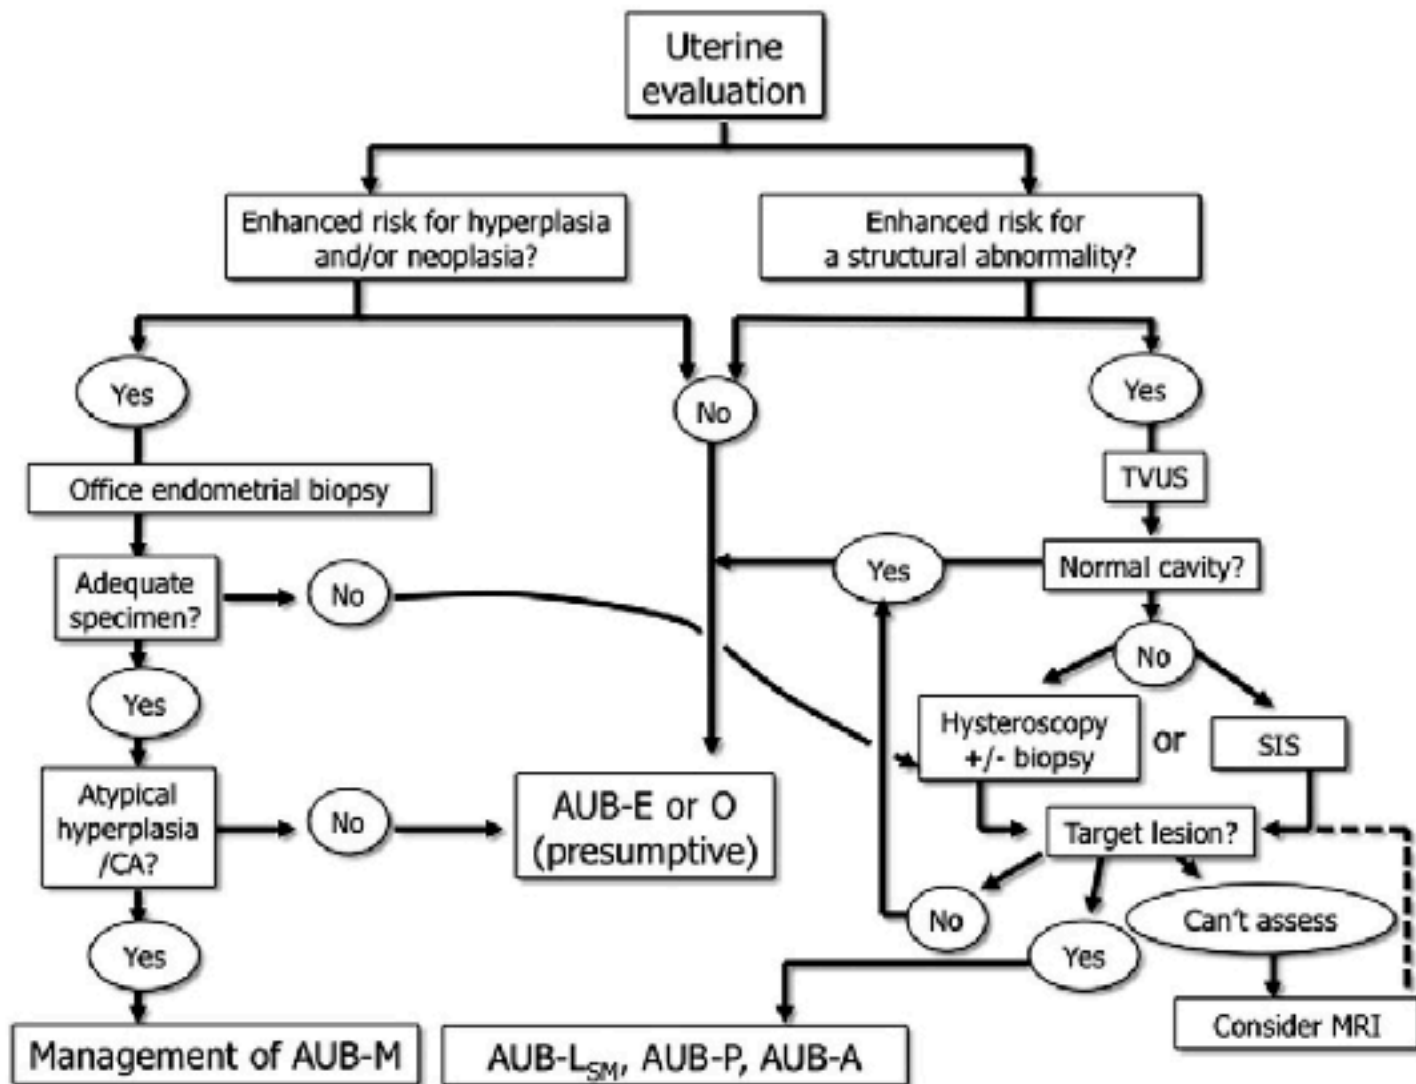 Uterine
evaluation
Enhanced risk for hyperplasia
and/or neoplasia?
Enhanced risk for
a structural abnormality?
Yes
No
Yes
Office endometrial biopsy
TVUS
Adequate
specimen?
No
Yes
Normal cavity?
Yes
No
Hysteroscopy
+/- biopsy
or
SIS
Atypical
hyperplasia
/CA?
No
AUB-E or O
(presumptive)
Target lesion?
No
Yes
Can't assess
Yes
Consider MRI
Management of AUB-M
AUB-LSM, AUB-P, AUB-A